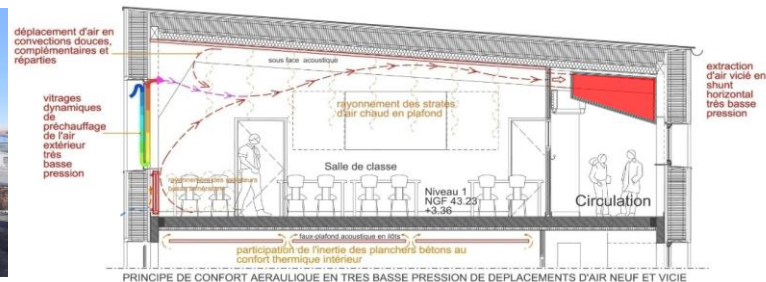 déplacement d'air en
convections douces,
complémentaires et
réparties
sous face acoustique
extraction
d'air vicié en
shunt
horizontal
très basse
pression
vitrages
dynamiques
de
préchauffage
de l'air
extérieur
très
basse
pression
rayonnement des strates
d'air chaud en plafond
Salle de classe
Niveau 1
NGF 43.23
+3.36
Circulation
faux-plafond acoustique en îlots
participation de l'inertie des planchers bétons au
confort thermique intérieur
PRINCIPE DE CONFORT AERAULIQUE EN TRES BASSE PRESSION DE DEPLACEMENTS D'AIR NEUF ET VICIE